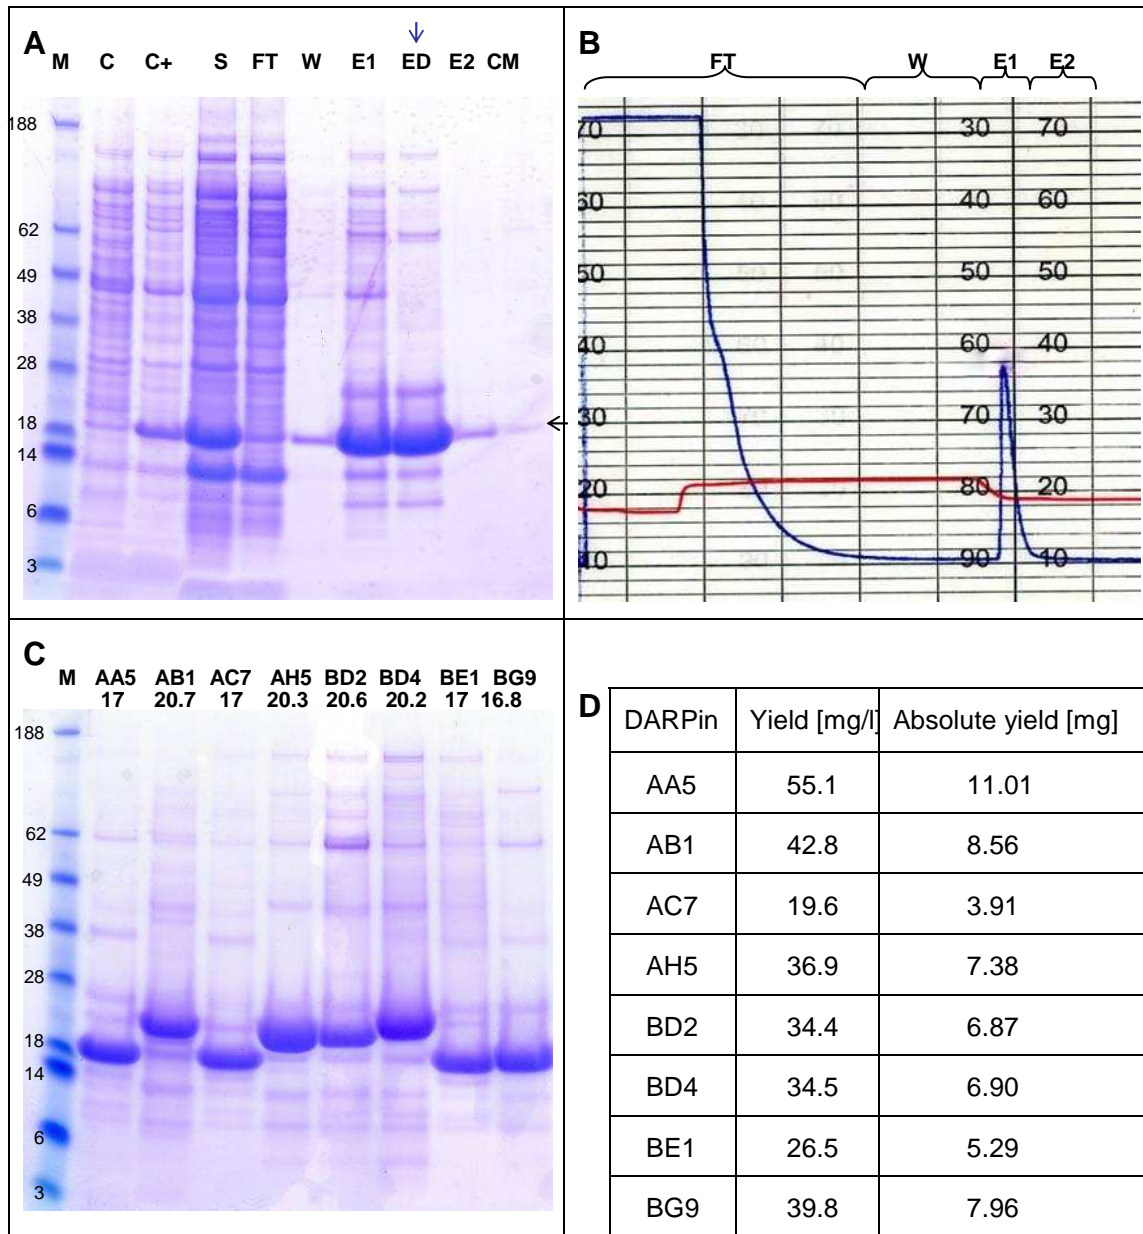 A
M C C+ S FT W E1 ED E2 CM
188
62
49
38
28
18
14
6
3
B
FT W E1 E2
70 30 70
60 40 60
50 50 50
40 60 40
30 70 30
20 80 20
10 90 10
C
M AA5 AB1 AC7 AH5 BD2 BD4 BE1 BG9
17 20.7 17 20.3 20.6 20.2 17 16.8
188
62
49
38
28
18
14
6
3
D
DARPin Yield [mg/l] Absolute yield [mg]
AA5 55.1 11.01
AB1 42.8 8.56
AC7 19.6 3.91
AH5 36.9 7.38
BD2 34.4 6.87
BD4 34.5 6.90
BE1 26.5 5.29
BG9 39.8 7.96